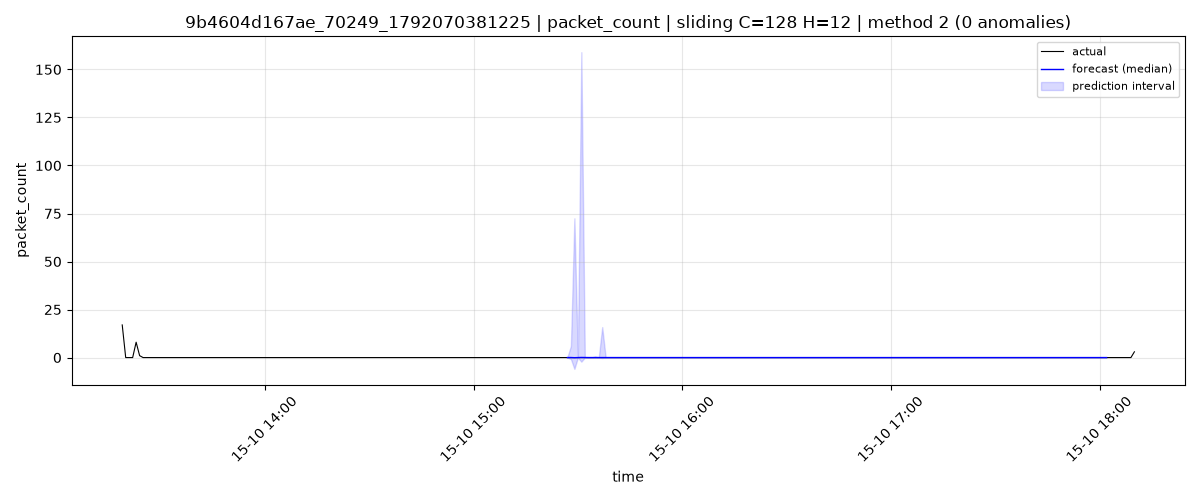 9b4604d167ae_70249_1792070381225 | packet_count | sliding C=128 H=12 | method 2 (0 anomalies)
actual
forecast (median)
prediction interval
packet_count
150
125
100
75
50
25
0
15-10 14:00
15-10 15:00
15-10 16:00
15-10 17:00
15-10 18:00
time